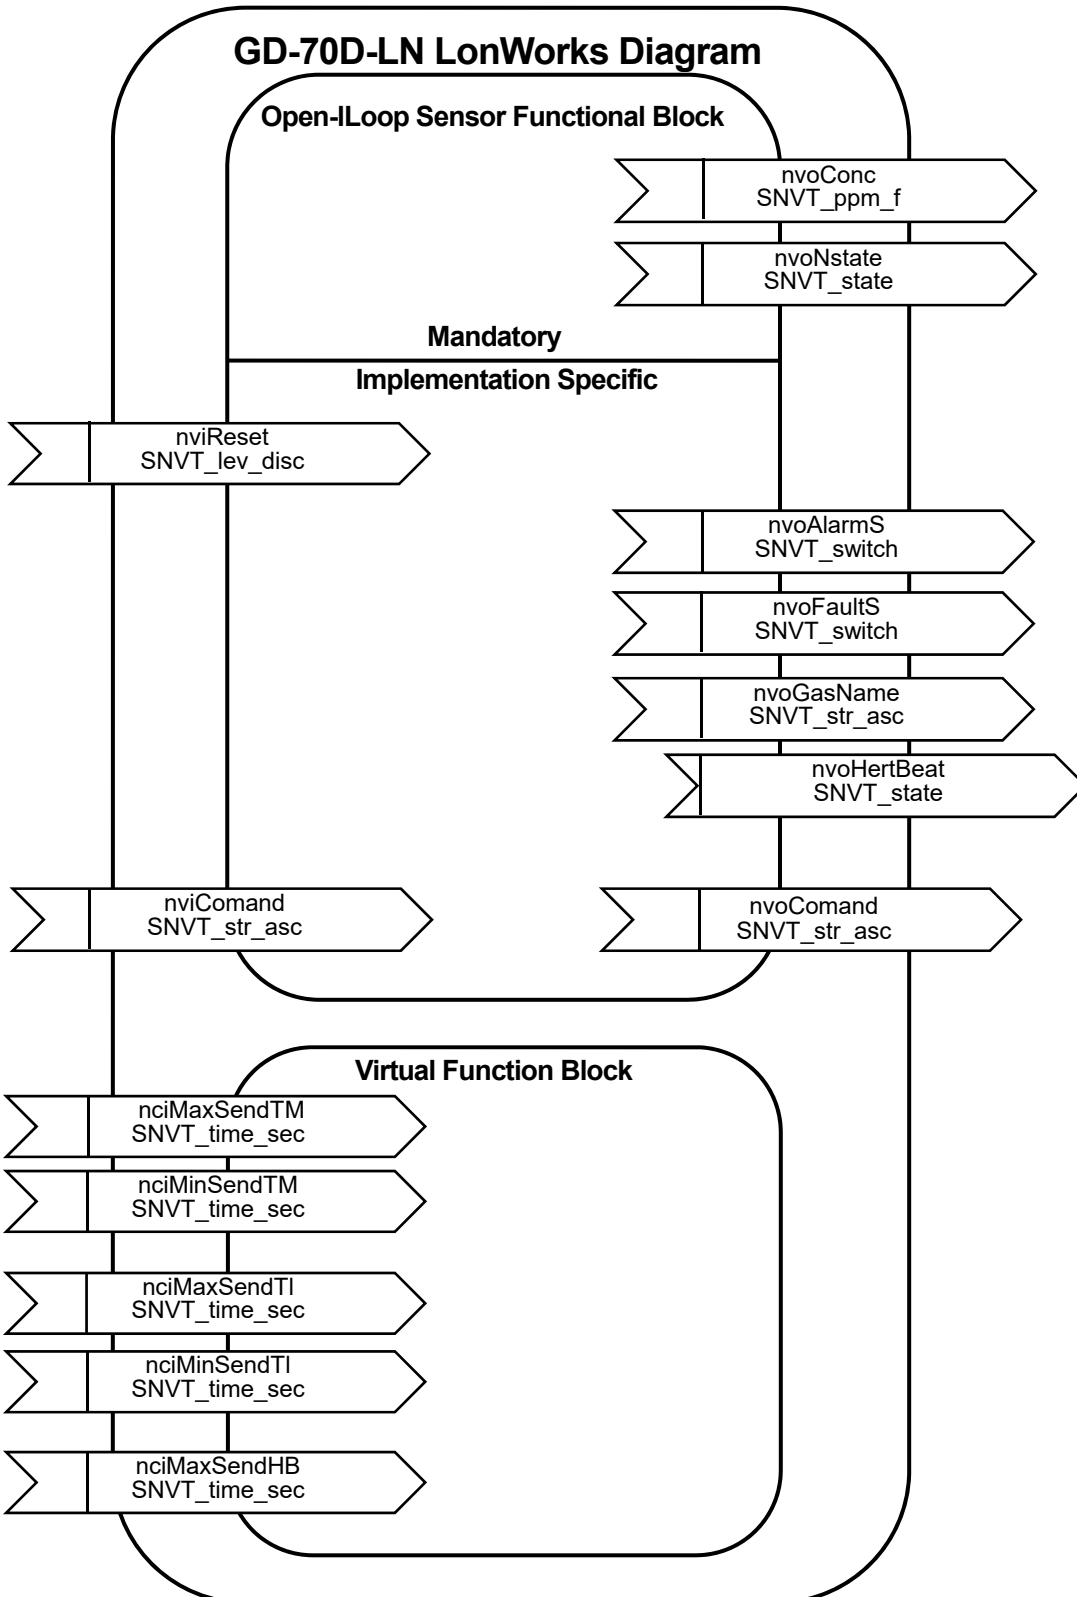 GD-70D-LN LonWorks Diagram
Open-lLoop Sensor Functional Block
nvoConc
SNVT_ppm_f
nvoNstate
SNVT_state
Mandatory
Implementation Specific
nviReset
SNVT_lev_disc
nvoAlarmS
SNVT_switch
nvoFaultS
SNVT_switch
nvoGasName
SNVT_str_asc
nvoHertBeat
SNVT_state
nviComand
SNVT_str_asc
nvoComand
SNVT_str_asc
Virtual Function Block
nciMaxSendTM
SNVT_time_sec
nciMinSendTM
SNVT_time_sec
nciMaxSendTI
SNVT_time_sec
nciMinSendTI
SNVT_time_sec
nciMaxSendHB
SNVT_time_sec